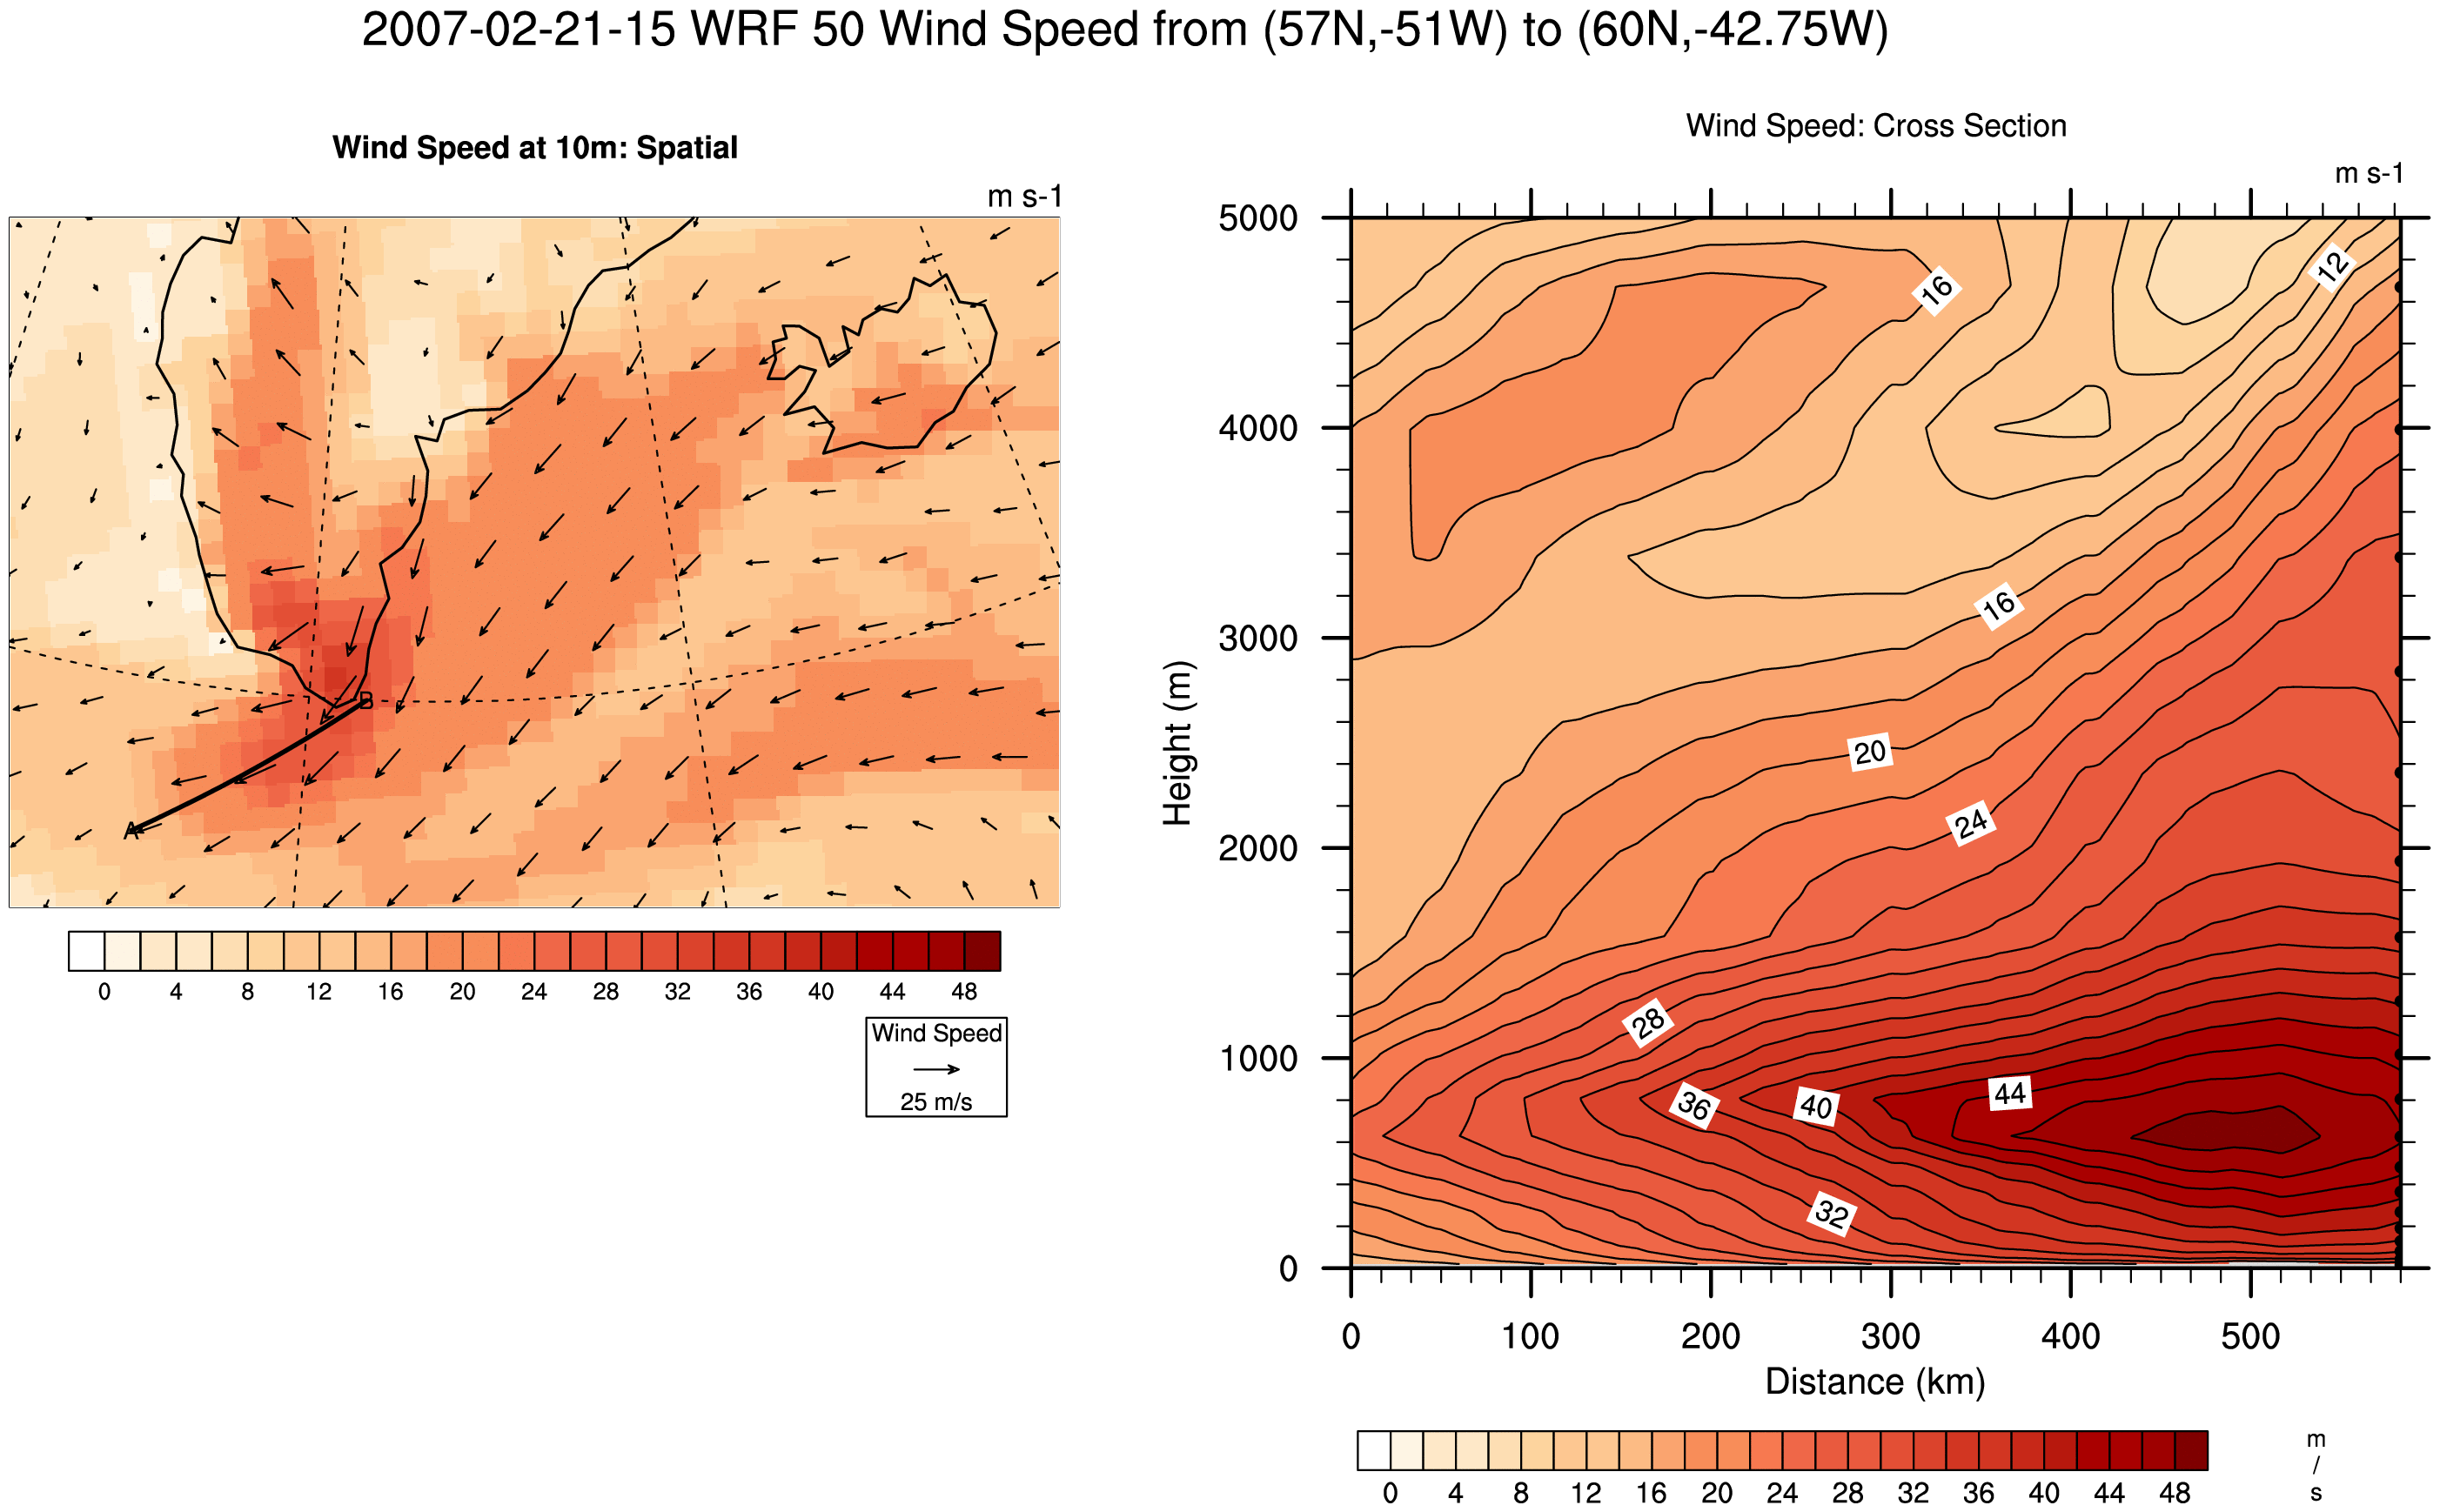 2007-02-21-15 WRF 50 Wind Speed from (57N,-51W) to (60N,-42.75W)
Wind Speed at 10m: Spatial
m s-1
B
A
0 4 8 12 16 20 24 28 32 36 40 44 48
Wind Speed
25 m/s
Wind Speed: Cross Section
m s-1
5000
4000
3000
2000
1000
0
Height (m)
12
16
16
20
24
28
36
40
44
32
0 100 200 300 400 500
Distance (km)
0 4 8 12 16 20 24 28 32 36 40 44 48
m
/
s